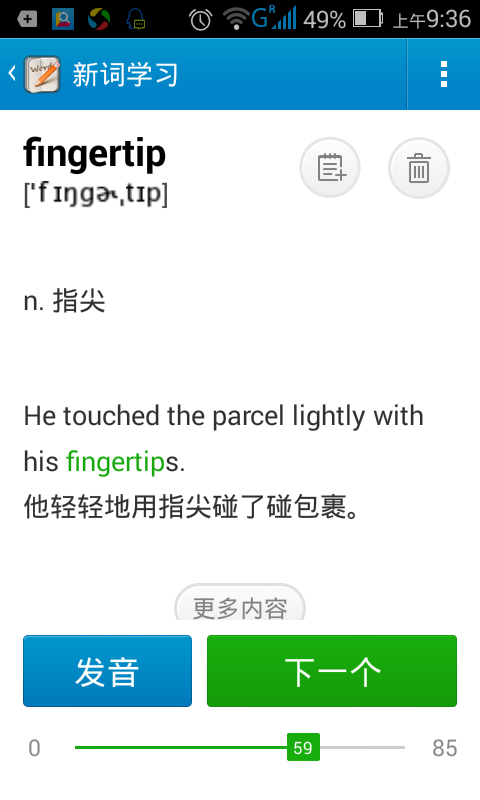 G R 49% 上午9:36
Words 新词学习
fingertip
['fɪŋgɚˌtɪp]
n. 指尖
He touched the parcel lightly with
his fingertips.
他轻轻地用指尖碰了碰包裹。
更多内容
发音 下一个
0 59 85